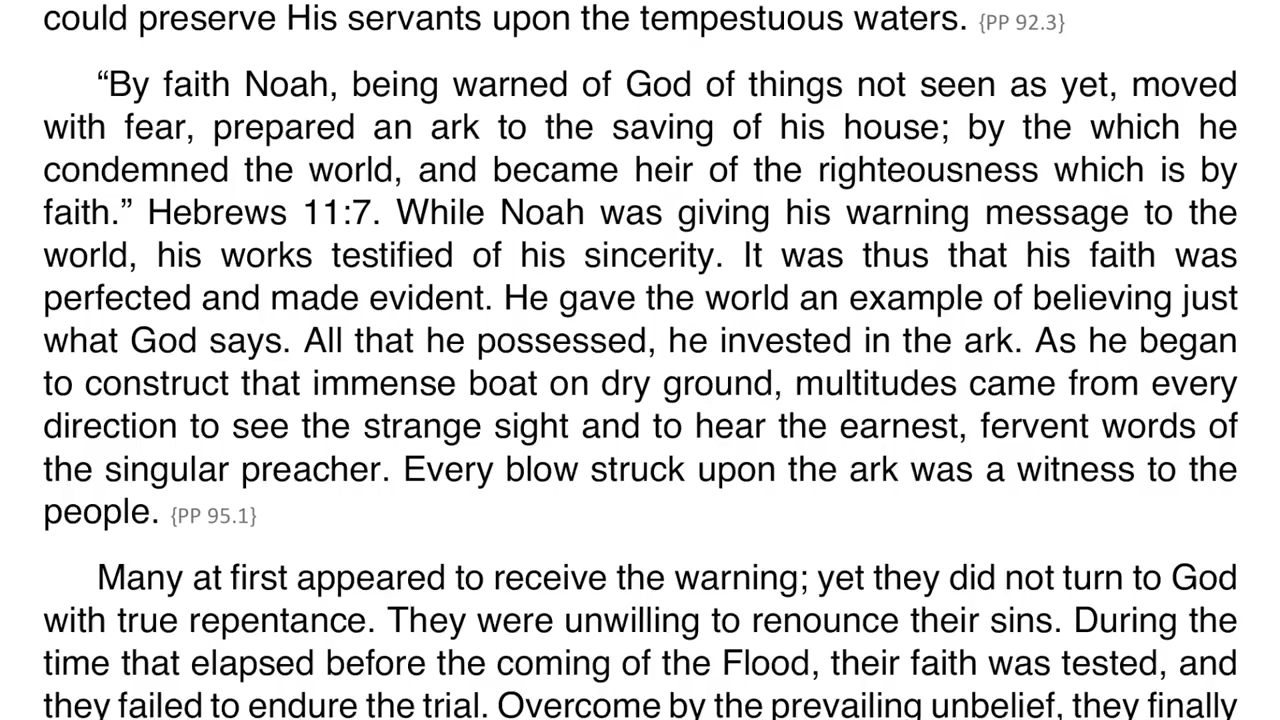 could preserve His servants upon the tempestuous waters. {PP 92.3}
“By faith Noah, being warned of God of things not seen as yet, moved
with fear, prepared an ark to the saving of his house; by the which he
condemned the world, and became heir of the righteousness which is by
faith.” Hebrews 11:7. While Noah was giving his warning message to the
world, his works testified of his sincerity. It was thus that his faith was
perfected and made evident. He gave the world an example of believing just
what God says. All that he possessed, he invested in the ark. As he began
to construct that immense boat on dry ground, multitudes came from every
direction to see the strange sight and to hear the earnest, fervent words of
the singular preacher. Every blow struck upon the ark was a witness to the
people. {PP 95.1}
Many at first appeared to receive the warning; yet they did not turn to God
with true repentance. They were unwilling to renounce their sins. During the
time that elapsed before the coming of the Flood, their faith was tested, and
they failed to endure the trial. Overcome by the prevailing unbelief, they finally